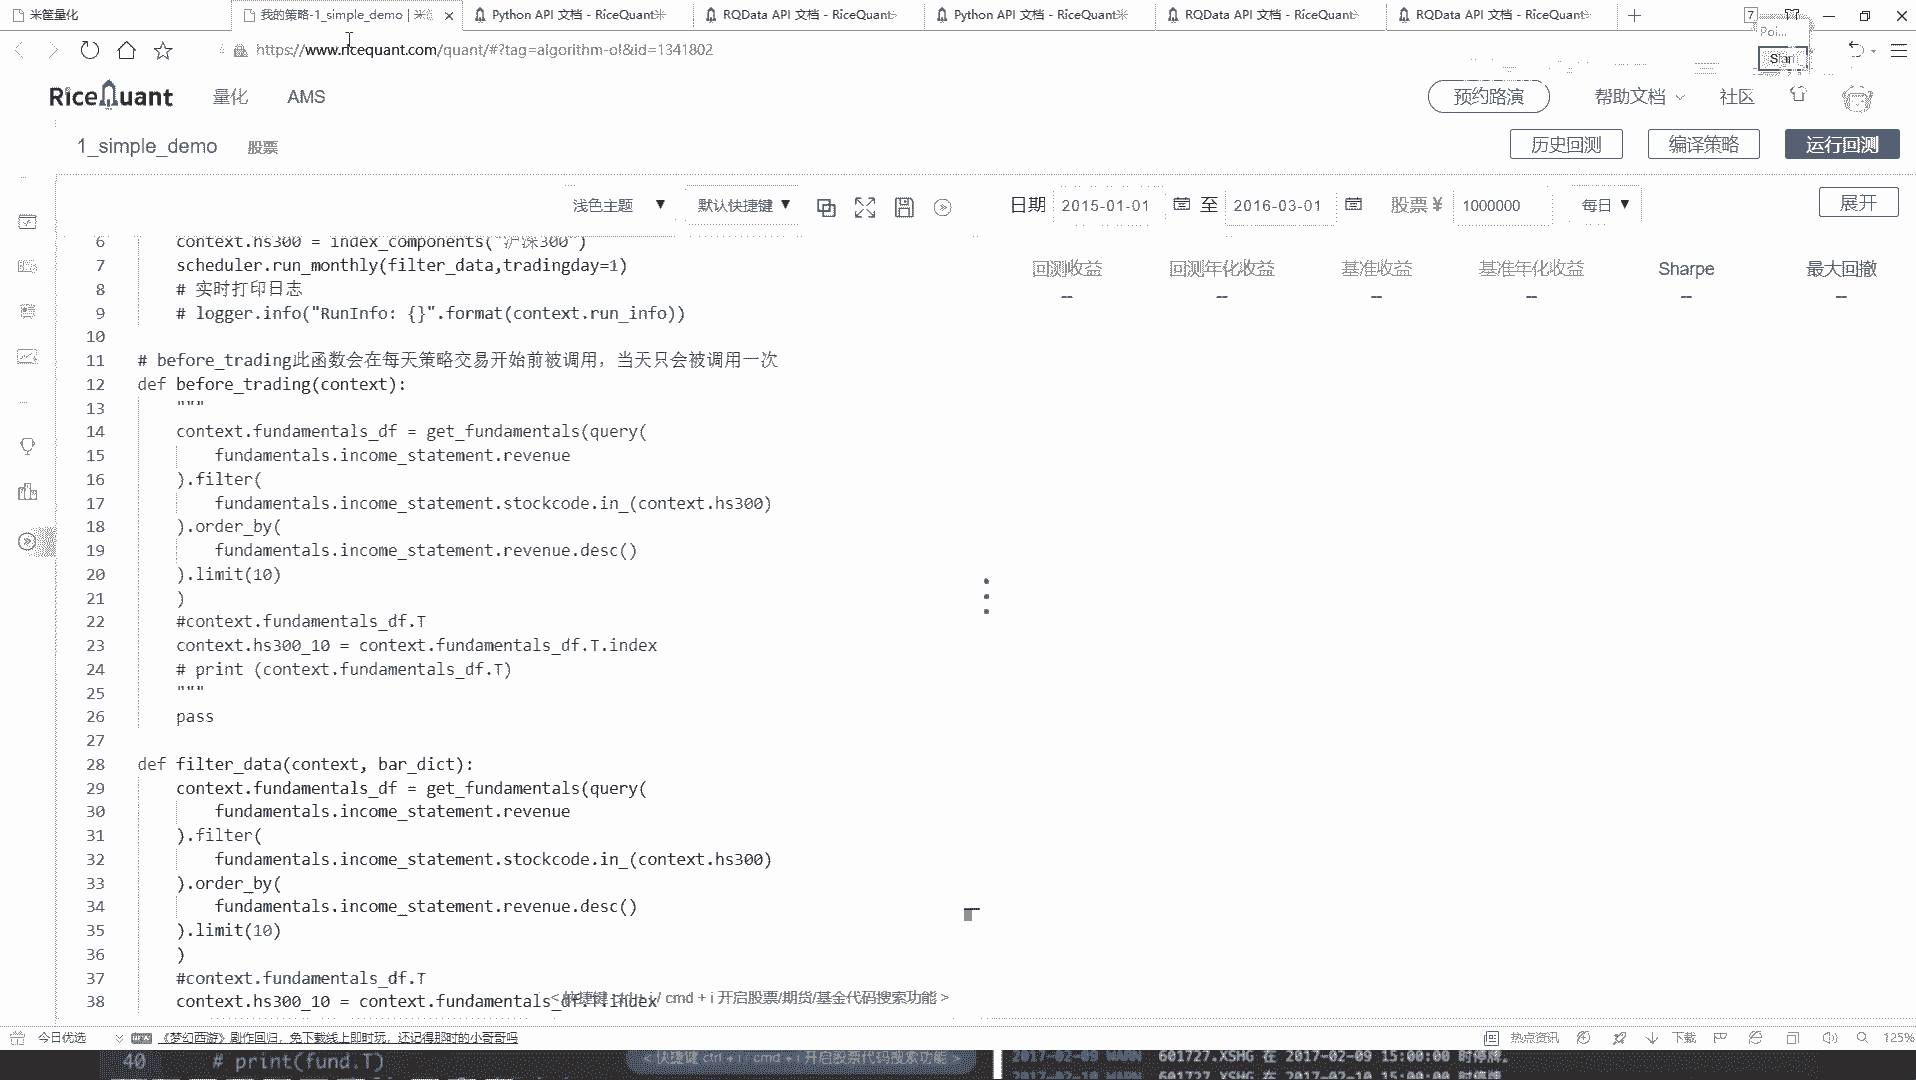 米筐量化
我的策略-1_simple_demo | 米
Python API 文档 - RiceQuant米
RQData API 文档 - RiceQuant
Python API 文档 - RiceQuant米
RQData API 文档 - RiceQuant
RQData API 文档 - RiceQuant
7
Poi...
https://www.ricequant.com/quant/#?tag=algorithm-ol&id=1341802
Start
RiceQuant
量化
AMS
预约路演
帮助文档
社区
1_simple_demo
股票
历史回测
编译策略
运行回测
浅色主题 ▼
默认快捷键 ▼
日期
2015-01-01
至
2016-03-01
股票 ¥
1000000
每日 ▼
展开
6 context.hs300 = index_components("沪深300")
7 scheduler.run_monthly(filter_data,tradingday=1)
8 # 实时打印日志
9 # logger.info("RunInfo: {}".format(context.run_info))
10
11 # before_trading此函数会在每天策略交易开始前被调用，当天只会被调用一次
12 def before_trading(context):
13 """
14 context.fundamentals_df = get_fundamentals(query(
15 fundamentals.income_statement.revenue
16 ).filter(
17 fundamentals.income_statement.stockcode.in_(context.hs300)
18 ).order_by(
19 fundamentals.income_statement.revenue.desc()
20 ).limit(10)
21 )
22 #context.fundamentals_df.T
23 context.hs300_10 = context.fundamentals_df.T.index
24 # print (context.fundamentals_df.T)
25 """
26 pass
27
28 def filter_data(context, bar_dict):
29 context.fundamentals_df = get_fundamentals(query(
30 fundamentals.income_statement.revenue
31 ).filter(
32 fundamentals.income_statement.stockcode.in_(context.hs300)
33 ).order_by(
34 fundamentals.income_statement.revenue.desc()
35 ).limit(10)
36 )
37 #context.fundamentals_df.T
38 context.hs300_10 = context.fundamentals_df.T.index
< 快捷键 ctrl + i / cmd + i 开启股票/期货/基金代码搜索功能 >
回测收益
--
回测年化收益
--
基准收益
--
基准年化收益
--
Sharpe
--
最大回撤
--
今日优选
《梦幻西游》剧作回归，免下载线上即时玩，还记得那时的小哥哥吗
热点资讯
下载
125%
40 # print(fund.T)
< 快捷键 ctrl + i / cmd + i 开启股票代码搜索功能 >
2017-02-09 WARN 601727.XSHG 在 2017-02-09 15:00:00 时停牌。
2017-02-10 WARN 601727.XSHG 在 2017-02-10 15:00:00 时停牌。